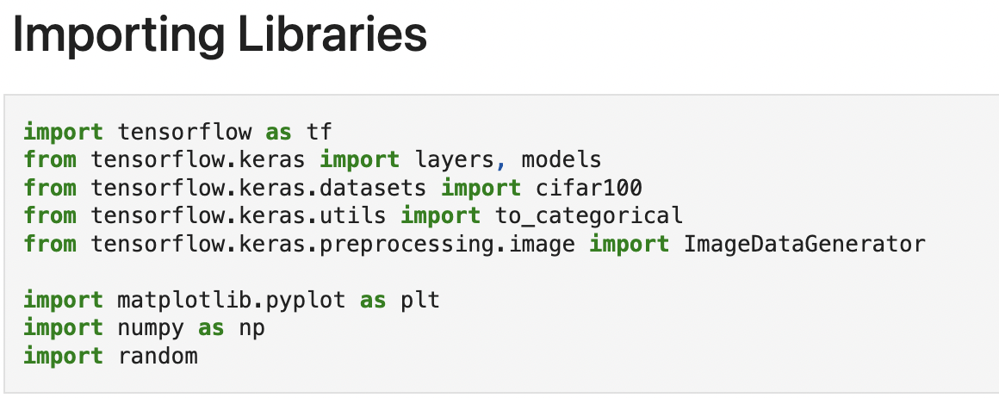 Importing Libraries
import tensorflow as tf
from tensorflow.keras import layers, models
from tensorflow.keras.datasets import cifar100
from tensorflow.keras.utils import to_categorical
from tensorflow.keras.preprocessing.image import ImageDataGenerator
import matplotlib.pyplot as plt
import numpy as np
import random